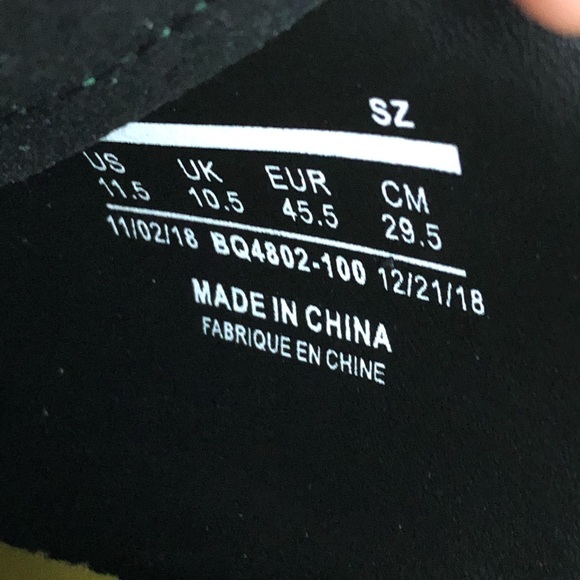 SZ
US UK EUR CM
11.5 10.5 45.5 29.5
11/02/18 BQ4802-100 12/21/18
MADE IN CHINA
FABRIQUE EN CHINE